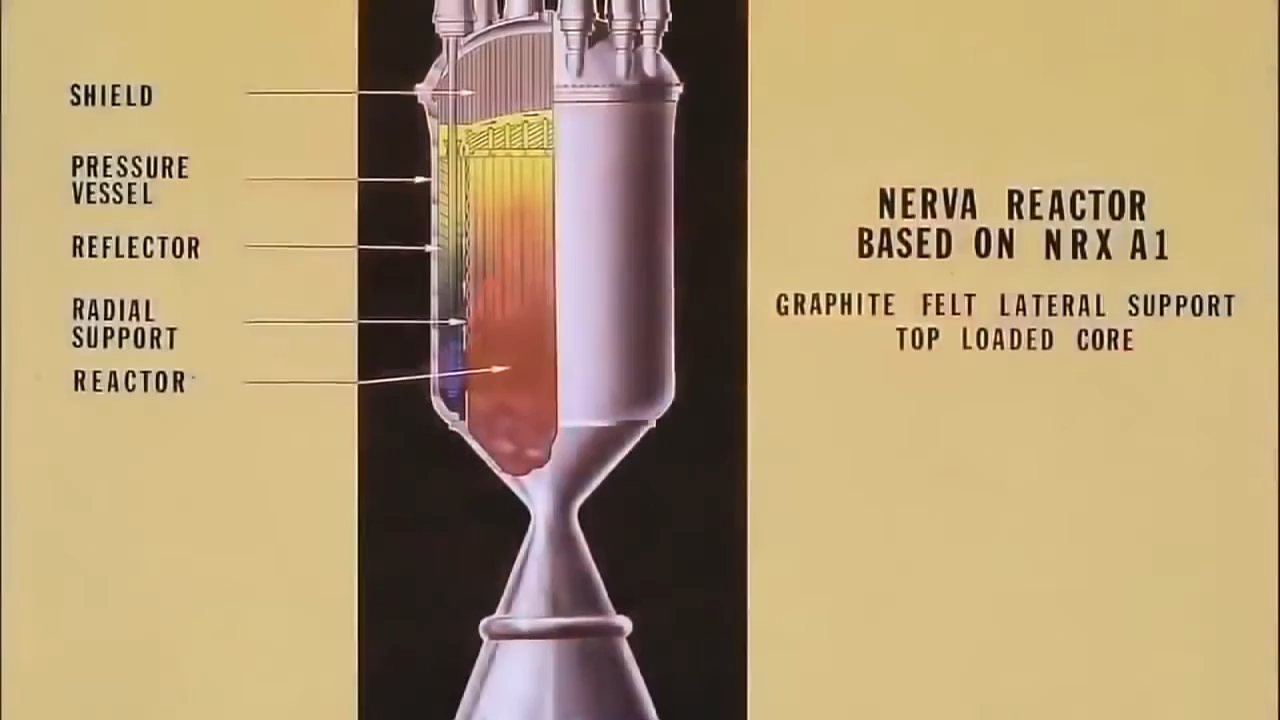 SHIELD
PRESSURE
VESSEL
REFLECTOR
RADIAL
SUPPORT
REACTOR
NERVA REACTOR
BASED ON NRX A1
GRAPHITE FELT LATERAL SUPPORT
TOP LOADED CORE